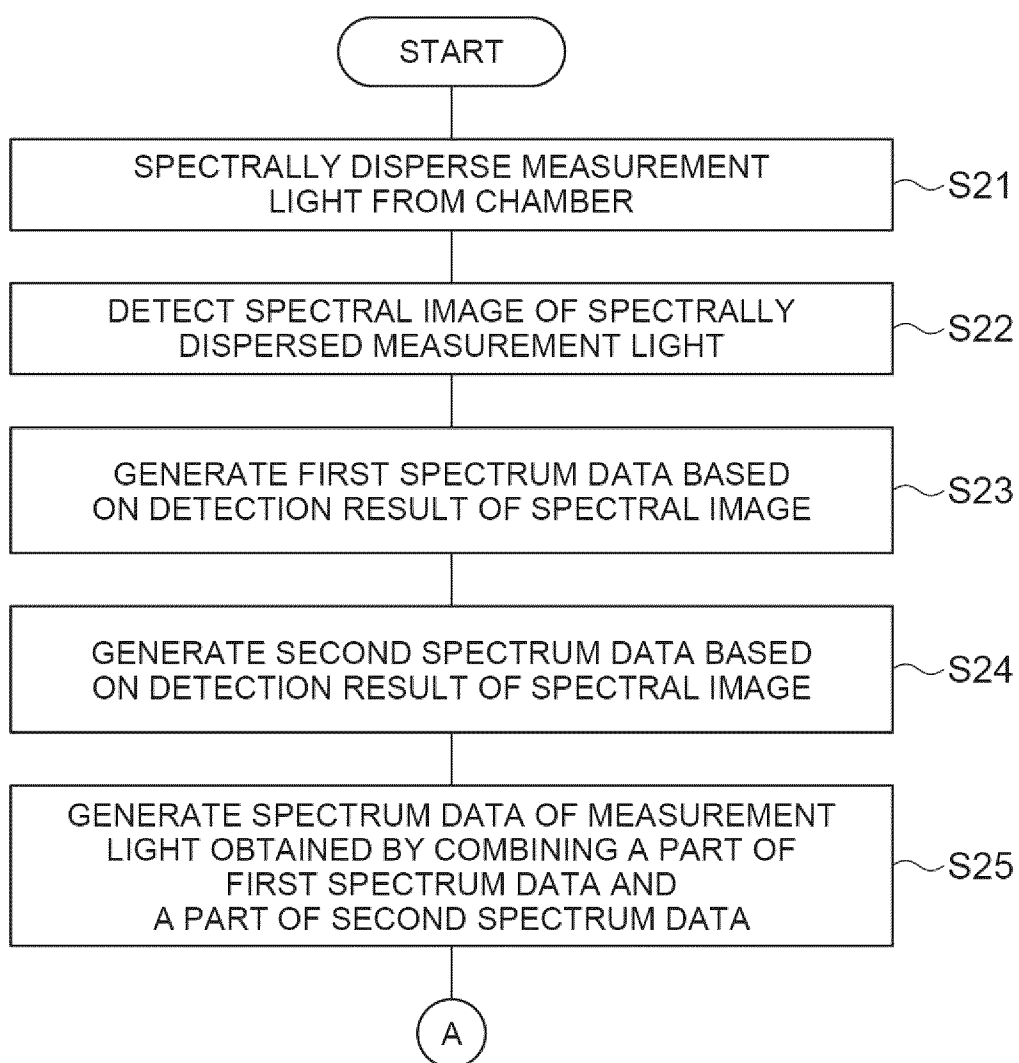 START
SPECTRALLY DISPERSE MEASUREMENT
LIGHT FROM CHAMBER
S21
DETECT SPECTRAL IMAGE OF SPECTRALLY
DISPERSED MEASUREMENT LIGHT
S22
GENERATE FIRST SPECTRUM DATA BASED
ON DETECTION RESULT OF SPECTRAL IMAGE
S23
GENERATE SECOND SPECTRUM DATA BASED
ON DETECTION RESULT OF SPECTRAL IMAGE
S24
GENERATE SPECTRUM DATA OF MEASUREMENT
LIGHT OBTAINED BY COMBINING A PART OF
FIRST SPECTRUM DATA AND
A PART OF SECOND SPECTRUM DATA
S25
A